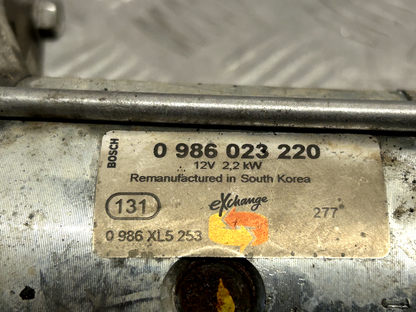 BOSCH
0 986 023 220
12V 2,2 kW
Remanufactured in South Korea
131
eXchange
277
0 986 XL5 253